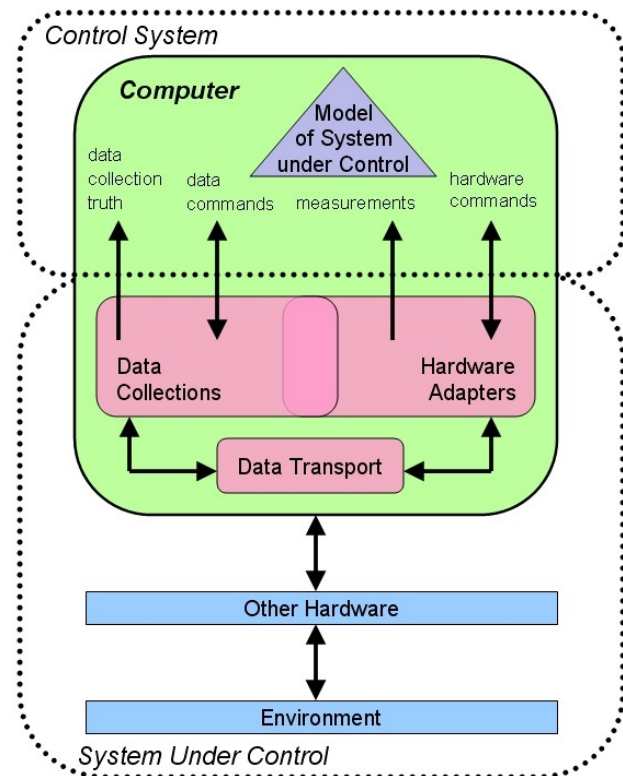 Control System
Computer
Model
of System
under Control
data
collection
truth
data
commands
measurements
hardware
commands
Data
Collections
Hardware
Adapters
Data Transport
Other Hardware
Environment
System Under Control